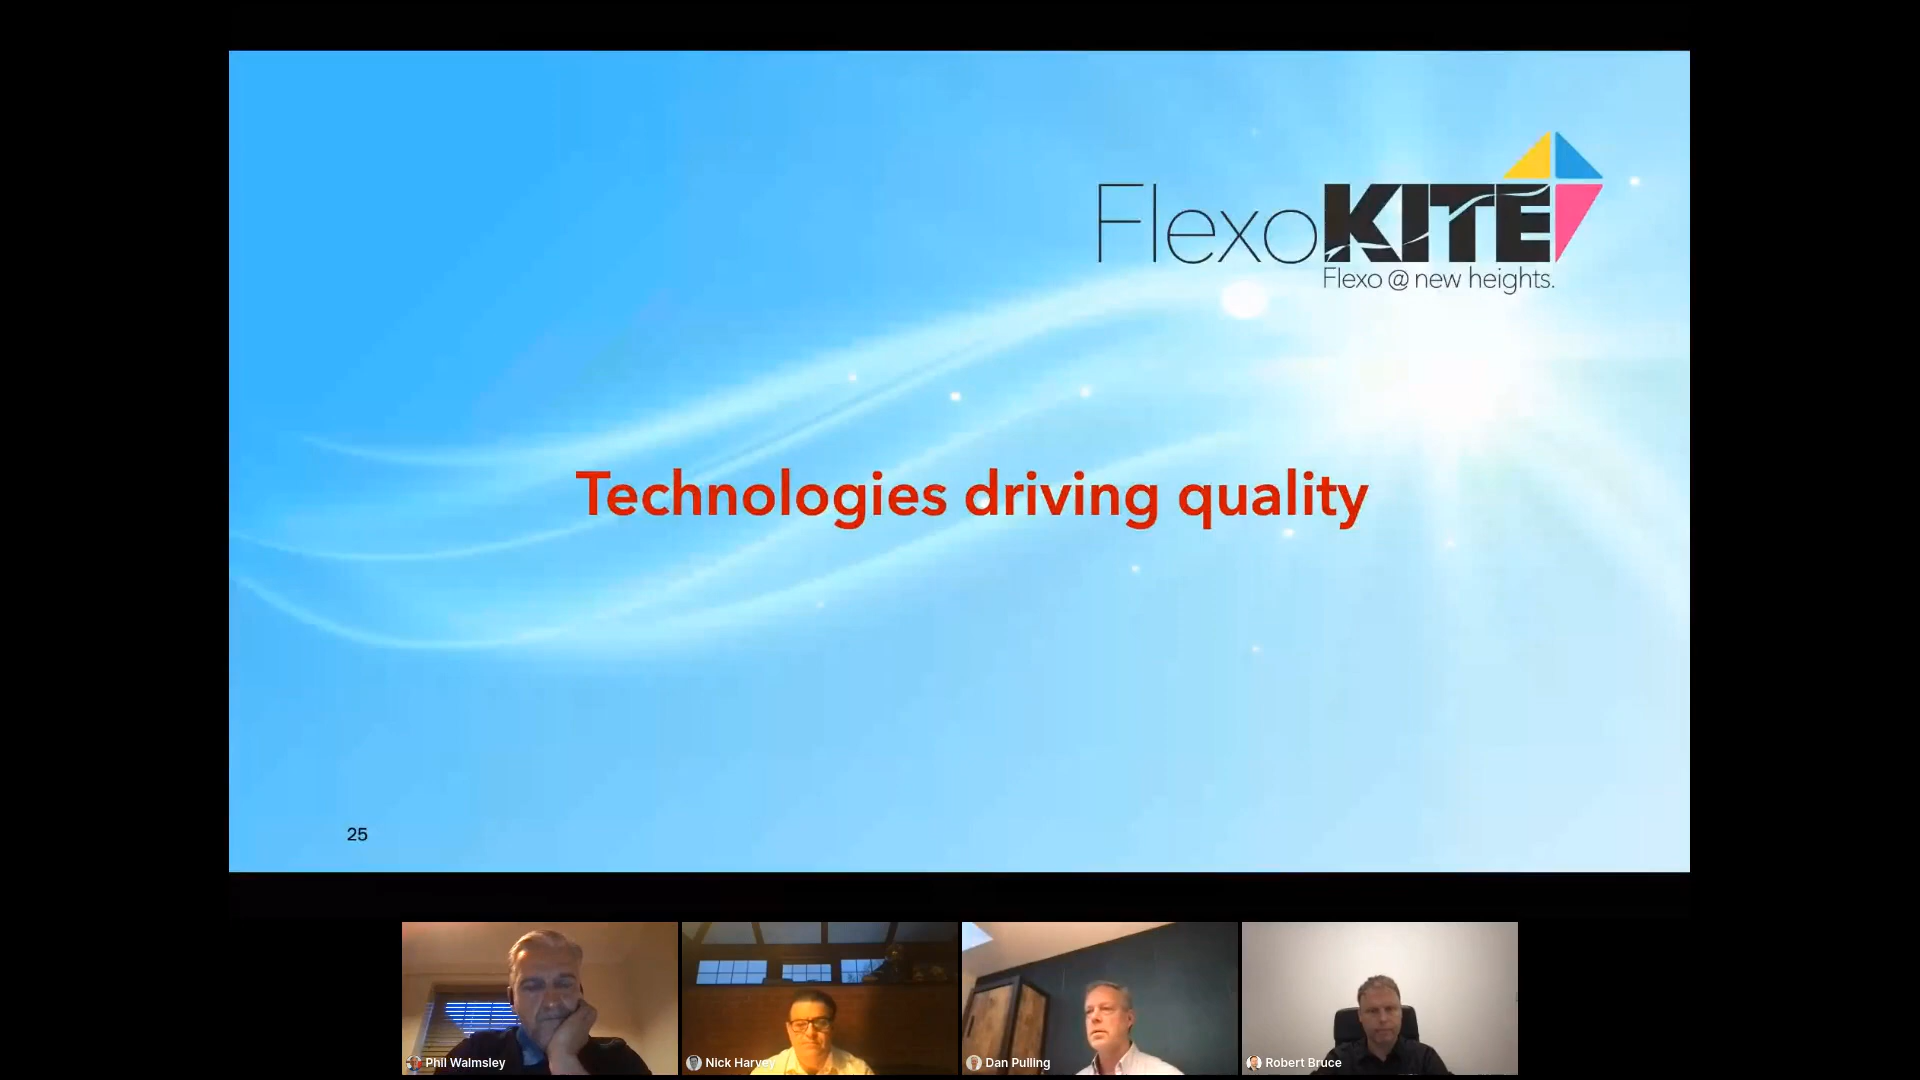 FlexoKITE
Flexo @ new heights.
Technologies driving quality
25
Phil Walmsley
Nick Harvey
Dan Pulling
Robert Bruce